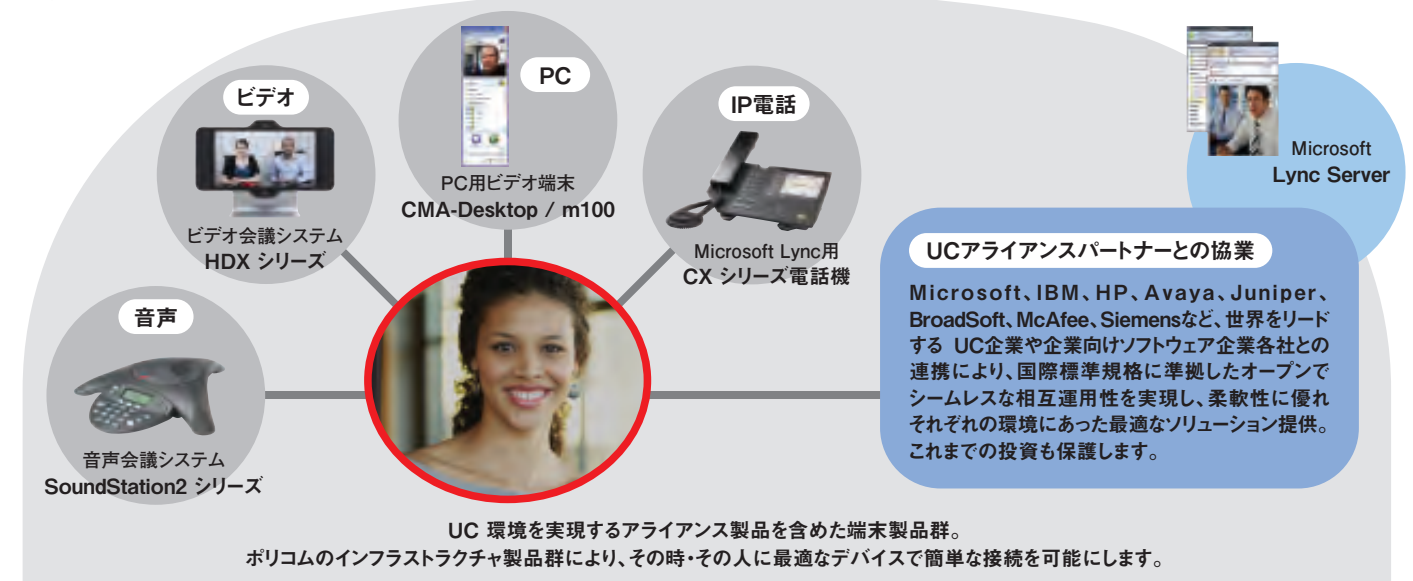 PC
ビデオ
IP電話
PC用ビデオ端末
CMA-Desktop / m100
Microsoft
Lync Server
ビデオ会議システム
HDX シリーズ
Microsoft Lync用
CX シリーズ電話機
UCアライアンスパートナーとの協業
Microsoft、IBM、HP、Avaya、Juniper、
BroadSoft、McAfee、Siemensなど、世界をリード
する UC企業や企業向けソフトウェア企業各社との
連携により、国際標準規格に準拠したオープンで
シームレスな相互運用性を実現し、柔軟性に優れ
それぞれの環境にあった最適なソリューション提供。
これまでの投資も保護します。
音声
音声会議システム
SoundStation2 シリーズ
UC 環境を実現するアライアンス製品を含めた端末製品群。
ポリコムのインフラストラクチャ製品群により、その時・その人に最適なデバイスで簡単な接続を可能にします。